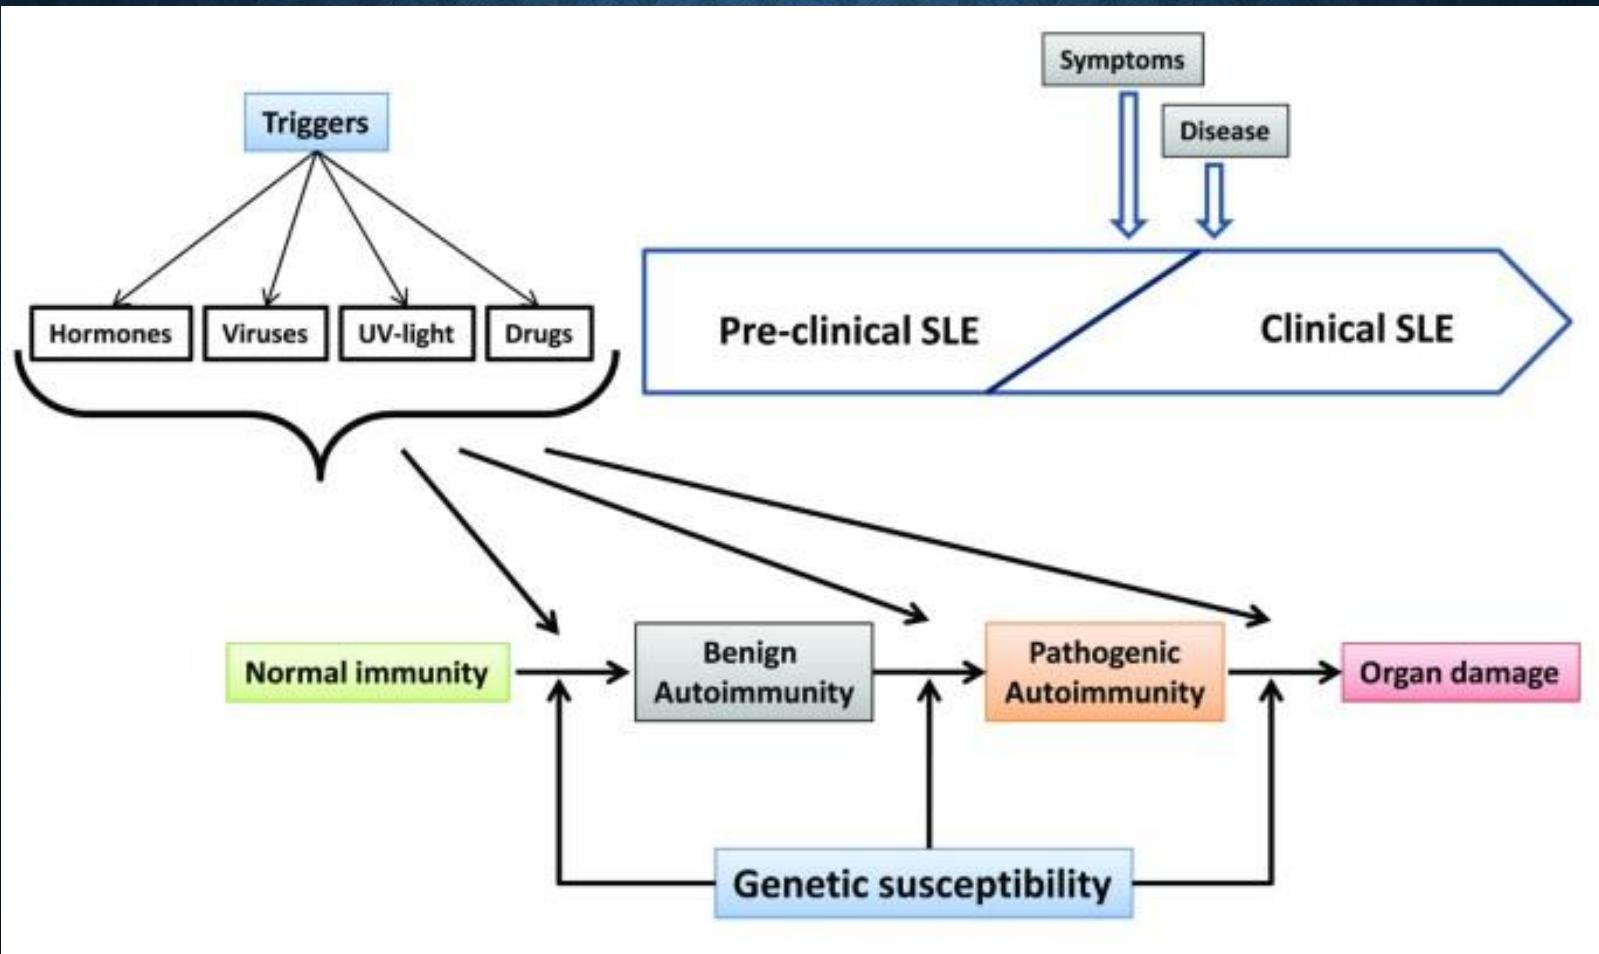 Symptoms
Triggers
Disease
Hormones
Viruses
UV-light
Drugs
Pre-clinical SLE
Clinical SLE
Normal immunity
Benign
Autoimmunity
Pathogenic
Autoimmunity
Organ damage
Genetic susceptibility